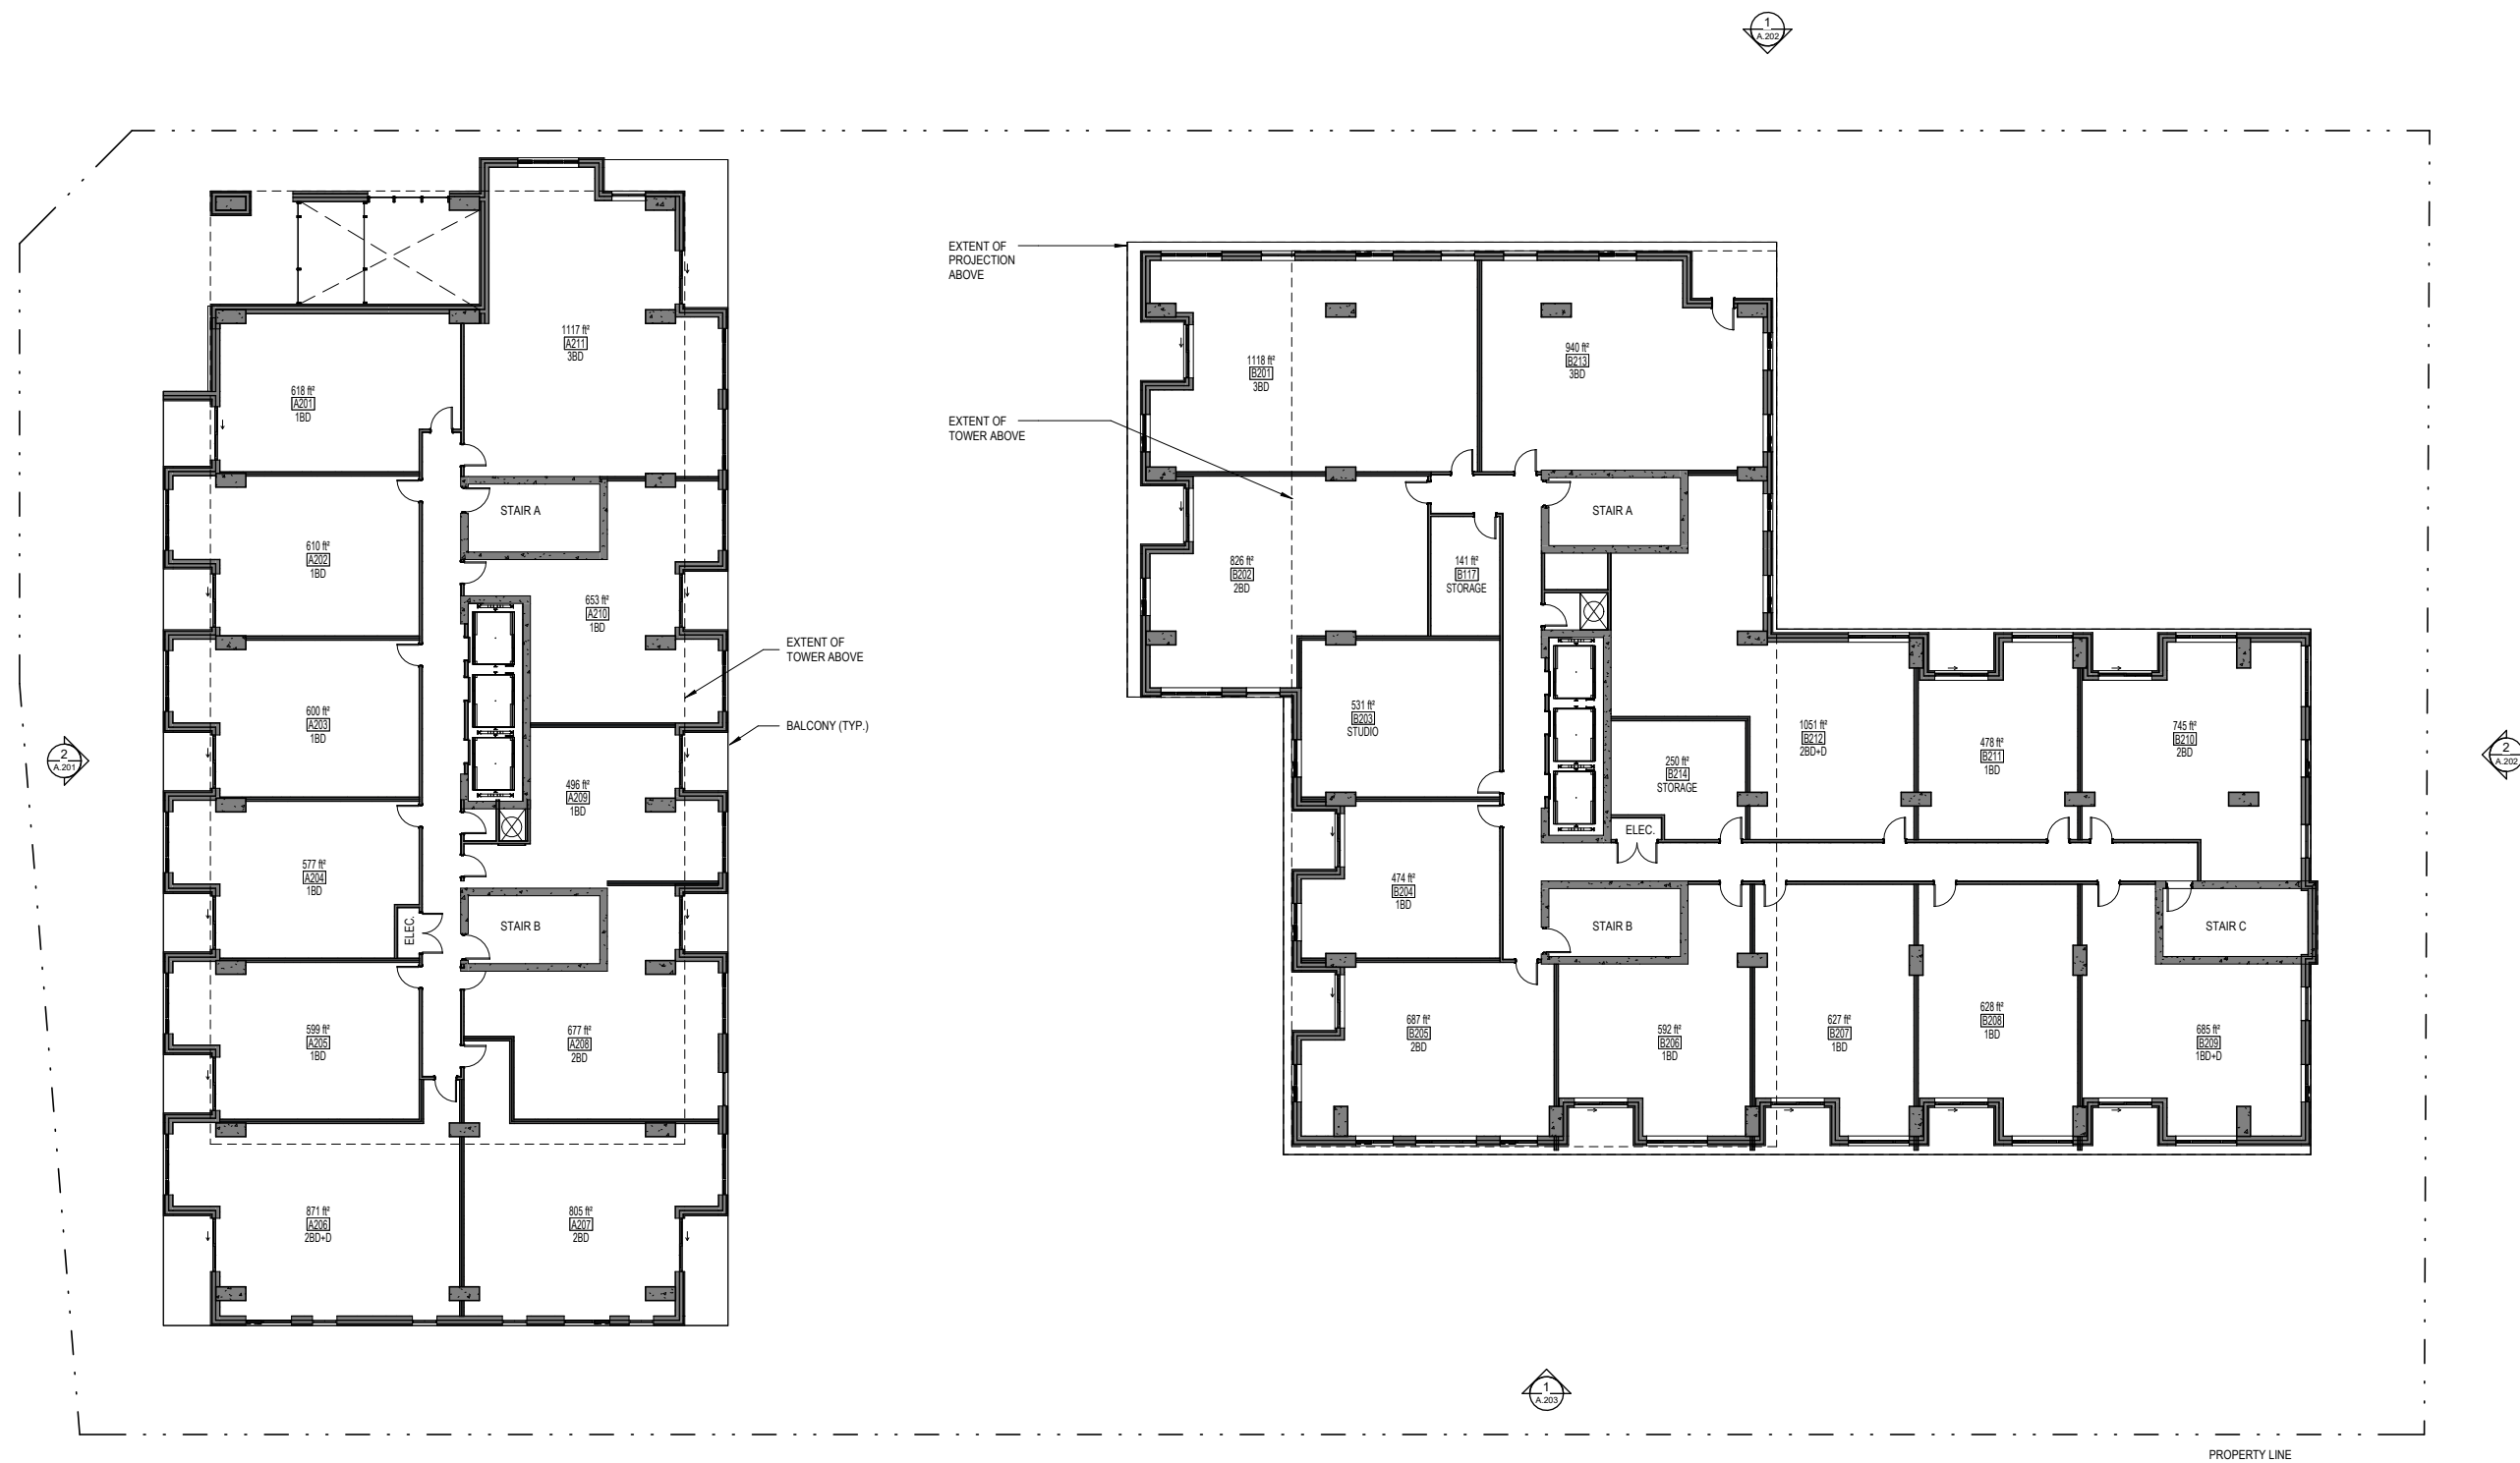 1
A.202
EXTENT OF
PROJECTION
ABOVE
1117 ft²
A211
3BD
940 ft²
B213
3BD
1118 ft²
B201
3BD
618 ft²
A201
1BD
EXTENT OF
TOWER ABOVE
STAIR A
STAIR A
610 ft²
A202
1BD
826 ft²
B202
2BD
141 ft²
B117
STORAGE
653 ft²
A210
1BD
EXTENT OF
TOWER ABOVE
600 ft²
A203
1BD
531 ft²
B203
STUDIO
1051 ft²
B212
2BD+D
478 ft²
B211
1BD
745 ft²
B210
2BD
BALCONY (TYP.)
2
A.201
2
A.202
250 ft²
B214
STORAGE
496 ft²
A209
1BD
ELEC.
577 ft²
A204
1BD
474 ft²
B204
1BD
ELEC.
STAIR B
STAIR B
STAIR C
599 ft²
A205
1BD
677 ft²
A208
2BD
687 ft²
B205
2BD
592 ft²
B206
1BD
627 ft²
B207
1BD
628 ft²
B208
1BD
685 ft²
B209
1BD+D
871 ft²
A206
2BD+D
805 ft²
A207
2BD
1
A.203
PROPERTY LINE